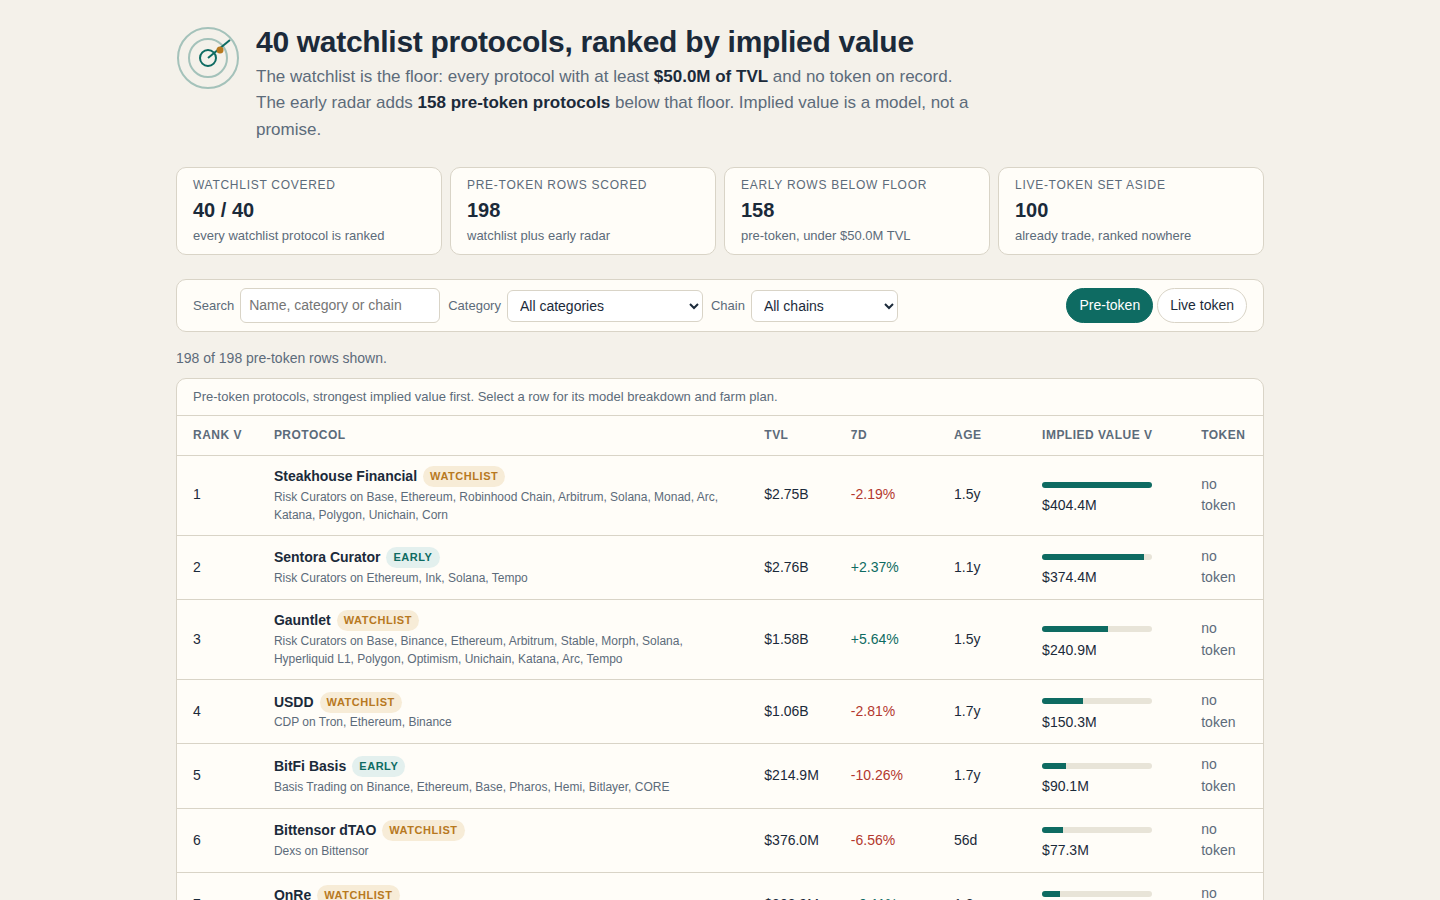 40 watchlist protocols, ranked by implied value
The watchlist is the floor: every protocol with at least $50.0M of TVL and no token on record.
The early radar adds 158 pre-token protocols below that floor. Implied value is a model, not a
promise.
WATCHLIST COVERED
40 / 40
every watchlist protocol is ranked
PRE-TOKEN ROWS SCORED
198
watchlist plus early radar
EARLY ROWS BELOW FLOOR
158
pre-token, under $50.0M TVL
LIVE-TOKEN SET ASIDE
100
already trade, ranked nowhere
Search Name, category or chain Category All categories Chain All chains Pre-token Live token
198 of 198 pre-token rows shown.
Pre-token protocols, strongest implied value first. Select a row for its model breakdown and farm plan.
RANK V PROTOCOL TVL 7D AGE IMPLIED VALUE V TOKEN
1 Steakhouse Financial WATCHLIST
Risk Curators on Base, Ethereum, Robinhood Chain, Arbitrum, Solana, Monad, Arc,
Katana, Polygon, Unichain, Corn
$2.75B -2.19% 1.5y $404.4M no
token
2 Sentora Curator EARLY
Risk Curators on Ethereum, Ink, Solana, Tempo
$2.76B +2.37% 1.1y $374.4M no
token
3 Gauntlet WATCHLIST
Risk Curators on Base, Binance, Ethereum, Arbitrum, Stable, Morph, Solana,
Hyperliquid L1, Polygon, Optimism, Unichain, Katana, Arc, Tempo
$1.58B +5.64% 1.5y $240.9M no
token
4 USDD WATCHLIST
CDP on Tron, Ethereum, Binance
$1.06B -2.81% 1.7y $150.3M no
token
5 BitFi Basis EARLY
Basis Trading on Binance, Ethereum, Base, Pharos, Hemi, Bitlayer, CORE
$214.9M -10.26% 1.7y $90.1M no
token
6 Bittensor dTAO WATCHLIST
Dexs on Bittensor
$376.0M -6.56% 56d $77.3M no
token
OnRe WATCHLIST
no